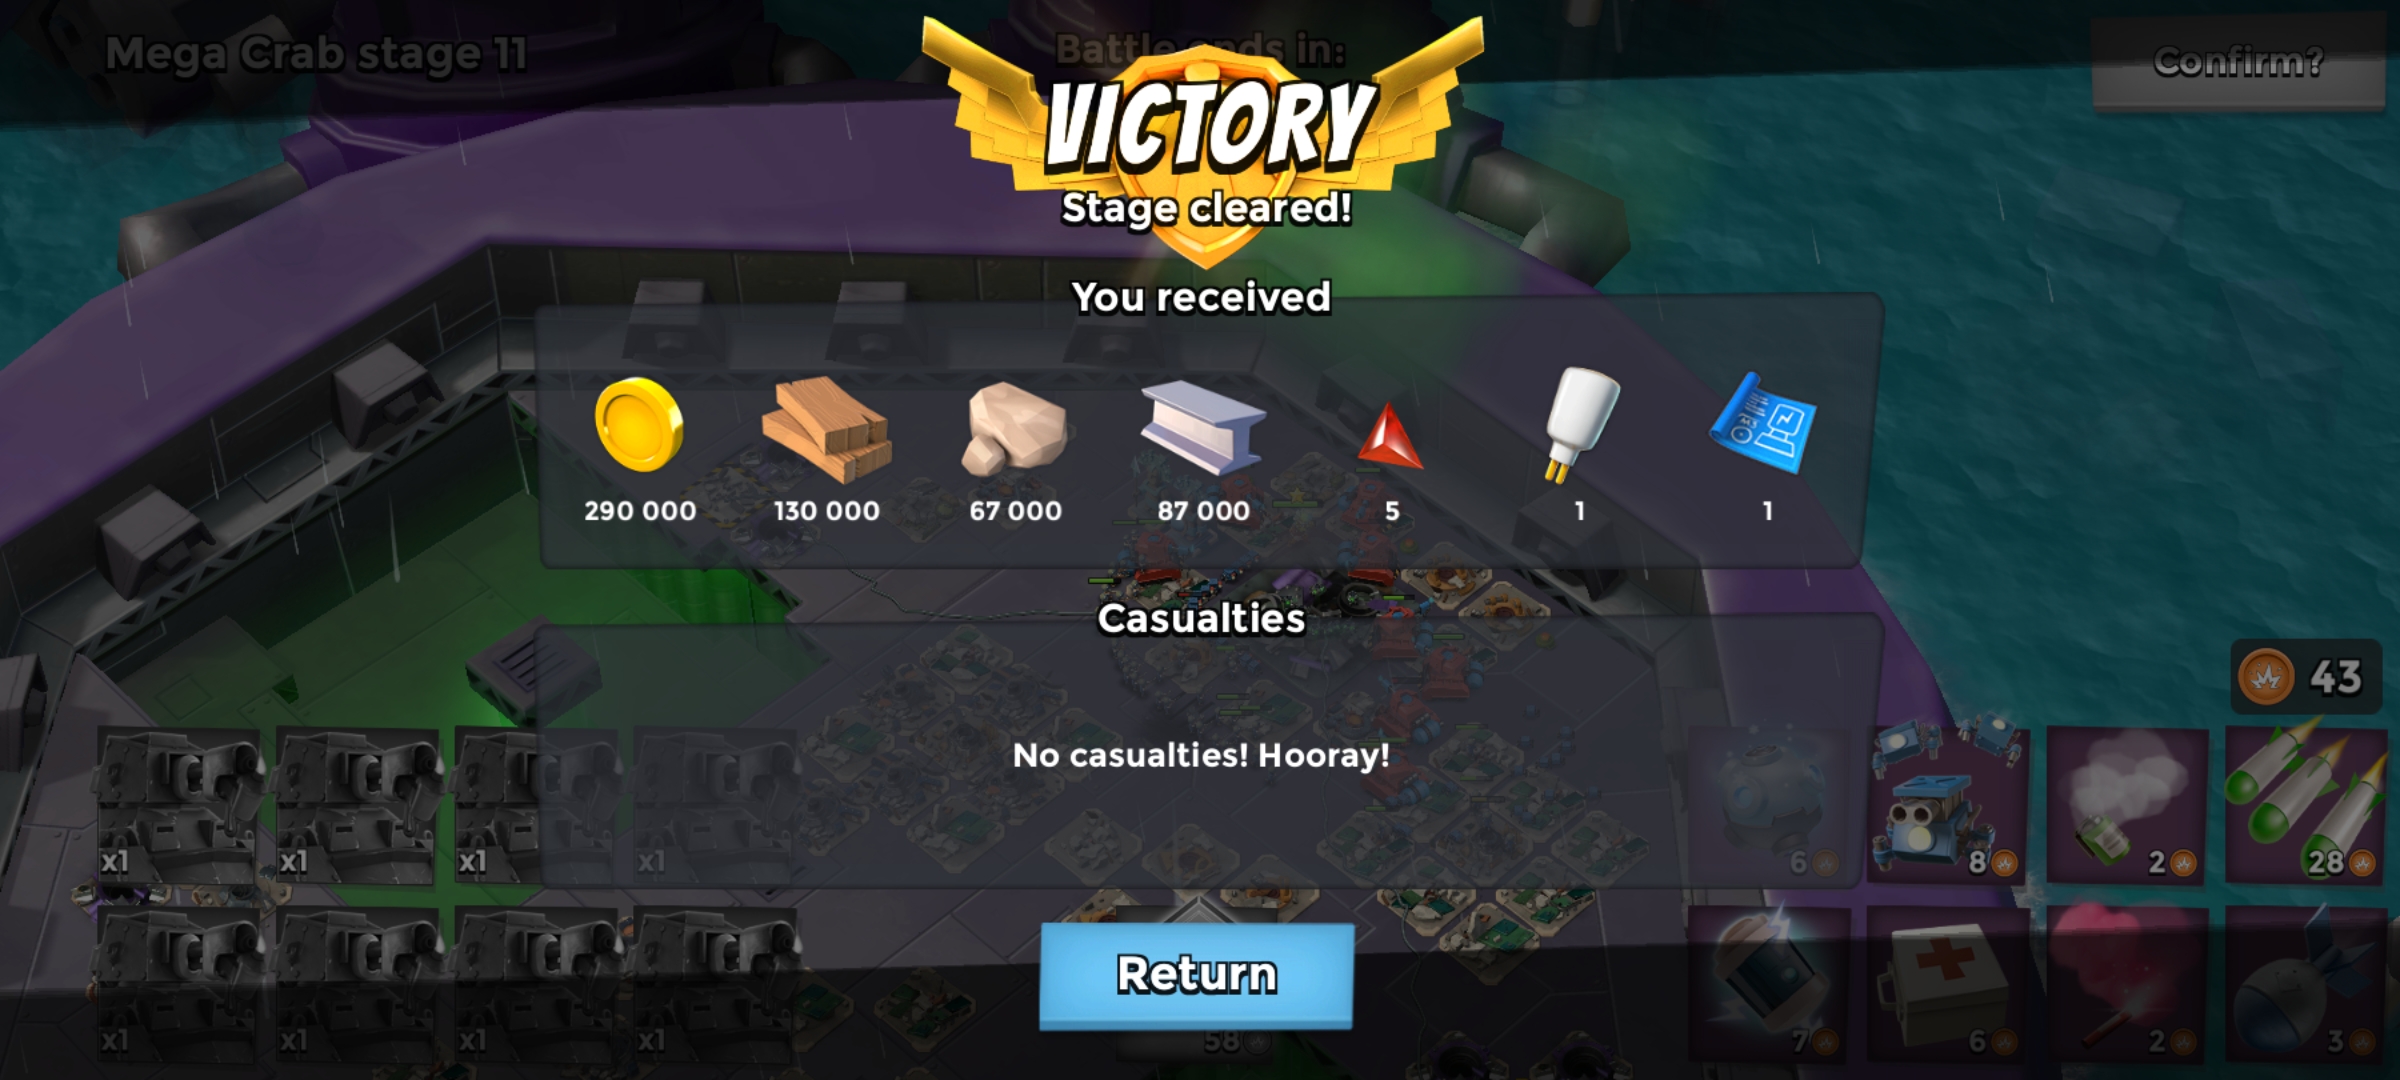 Mega Crab stage 11
Battle ends in:
Confirm?
VICTORY
Stage cleared!
You received
290 000
130 000
67 000
87 000
5
1
1
Casualties
No casualties! Hooray!
43
x1
x1
x1
x1
6
8
2
28
x1
x1
x1
x1
Return
58
7
6
2
3